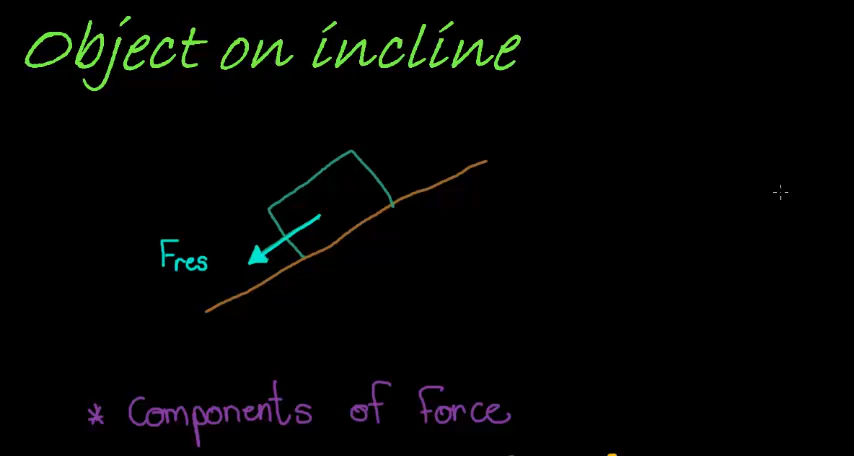 Object on incline
Fres
* Components of force